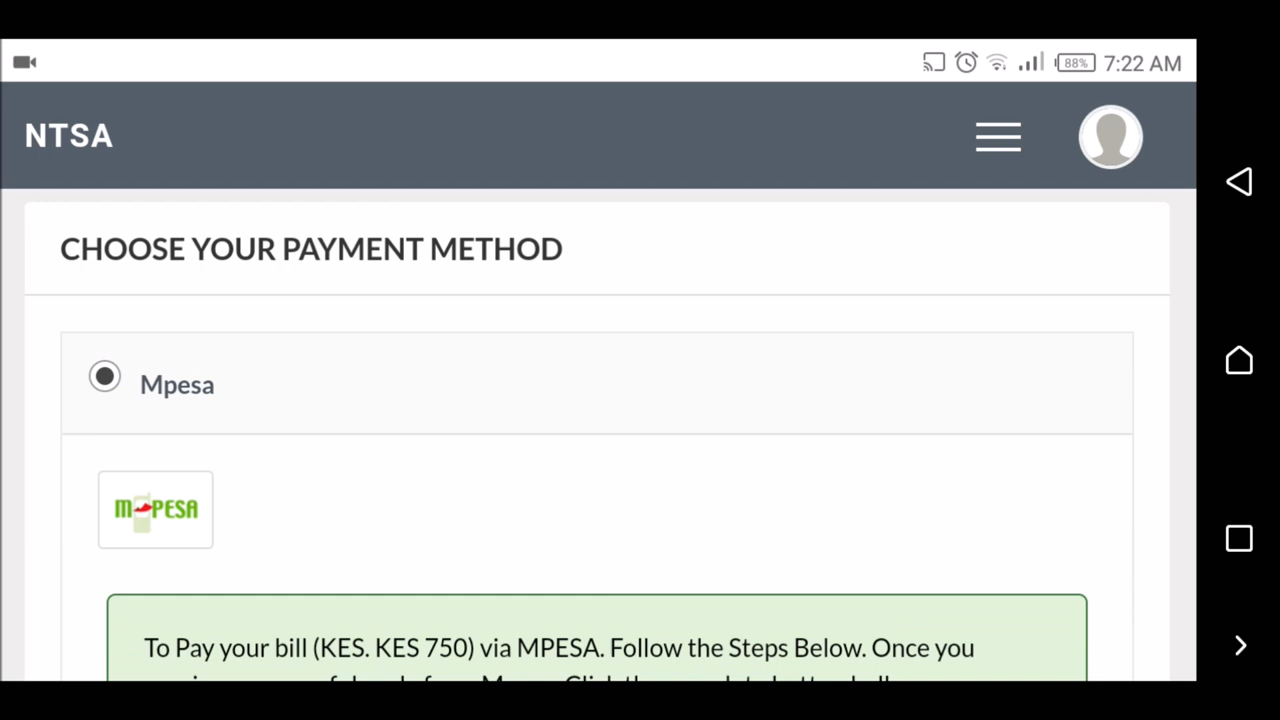 88% 7:22 AM
NTSA
CHOOSE YOUR PAYMENT METHOD
Mpesa
M-PESA
To Pay your bill (KES. KES 750) via MPESA. Follow the Steps Below. Once you